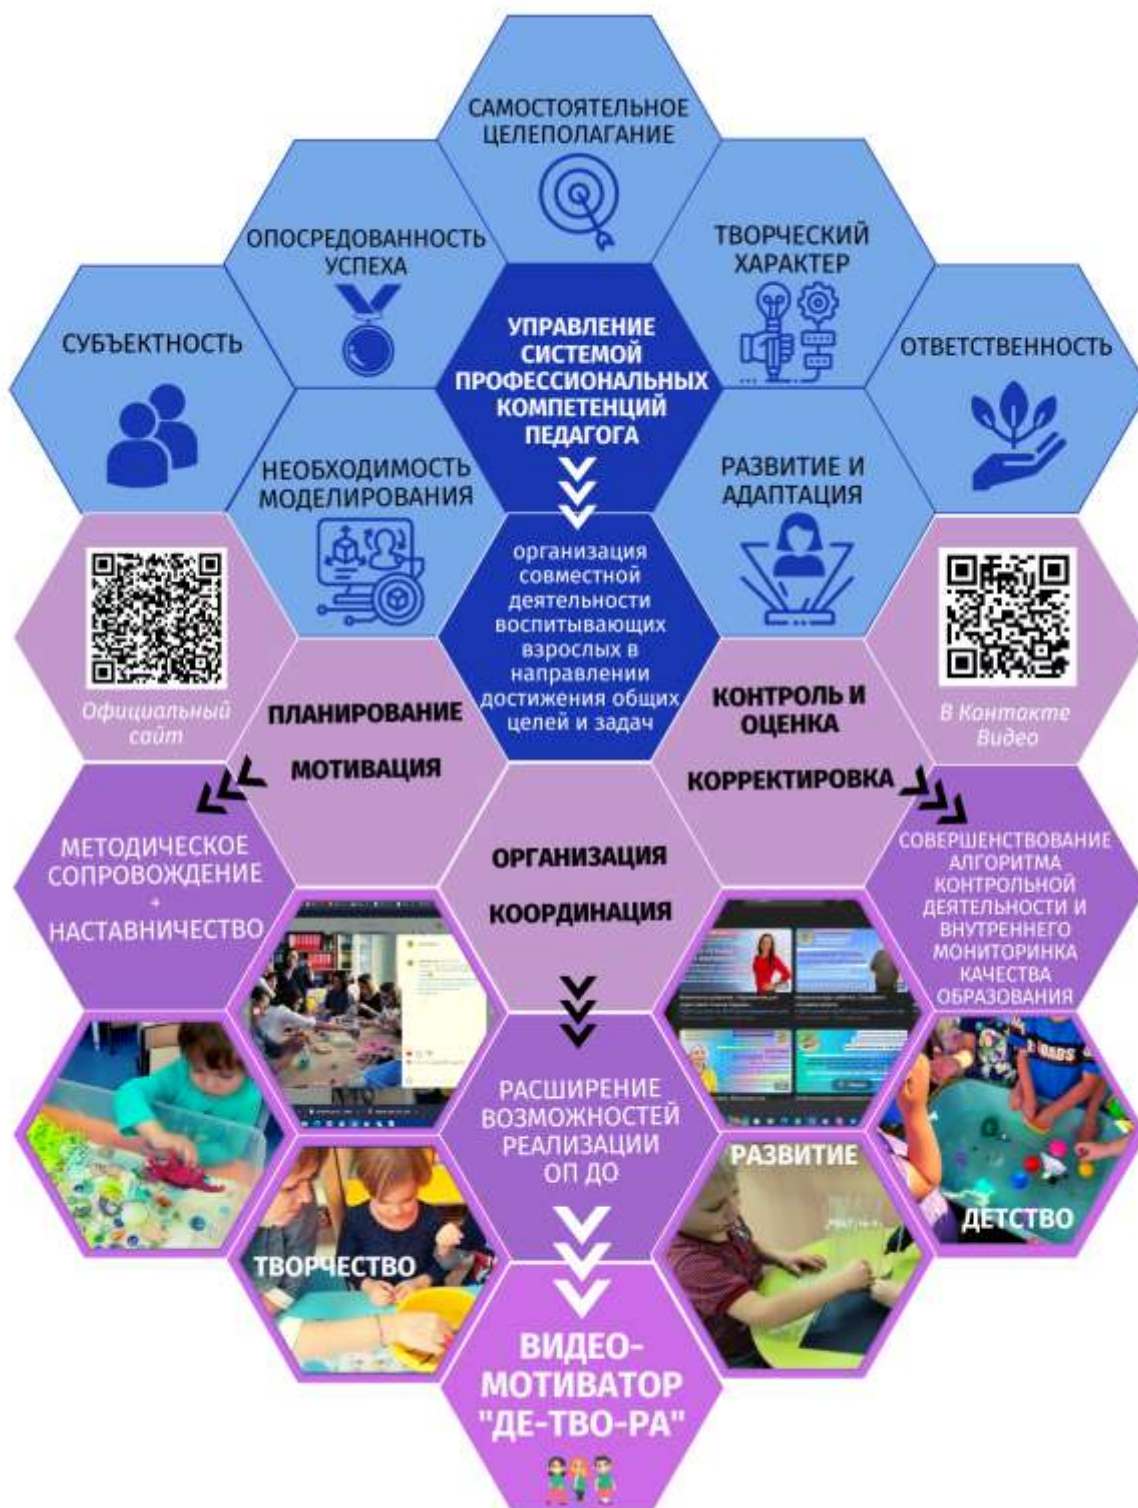 САМОСТОЯТЕЛЬНОЕ
ЦЕЛЕПОЛАГАНИЕ
ОПОСРЕДОВАННОСТЬ
УСПЕХА
ТВОРЧЕСКИЙ
ХАРАКТЕР
СУБЪЕКТНОСТЬ
УПРАВЛЕНИЕ
СИСТЕМОЙ
ПРОФЕССИОНАЛЬНЫХ
КОМПЕТЕНЦИЙ
ПЕДАГОГА
ОТВЕТСТВЕННОСТЬ
НЕОБХОДИМОСТЬ
МОДЕЛИРОВАНИЯ
РАЗВИТИЕ И
АДАПТАЦИЯ
организация
совместной
деятельности
воспитывающих
взрослых в
направлении
достижения общих
целей и задач
Официальный
сайт
ПЛАНИРОВАНИЕ
МОТИВАЦИЯ
КОНТРОЛЬ И
ОЦЕНКА
КОРРЕКТИРОВКА
В Контакте
Видео
МЕТОДИЧЕСКОЕ
СОПРОВОЖДЕНИЕ
+
НАСТАВНИЧЕСТВО
ОРГАНИЗАЦИЯ
КООРДИНАЦИЯ
СОВЕРШЕНСТВОВАНИЕ
АЛГОРИТМА
КОНТРОЛЬНОЙ
ДЕЯТЕЛЬНОСТИ И
ВНУТРЕННЕГО
МОНИТОРИНКА
КАЧЕСТВА
ОБРАЗОВАНИЯ
РАСШИРЕНИЕ
ВОЗМОЖНОСТЕЙ
РЕАЛИЗАЦИИ
ОП ДО
ТВОРЧЕСТВО
РАЗВИТИЕ
ДЕТСТВО
ВИДЕО-
МОТИВАТОР
"ДЕ-ТВО-РА"